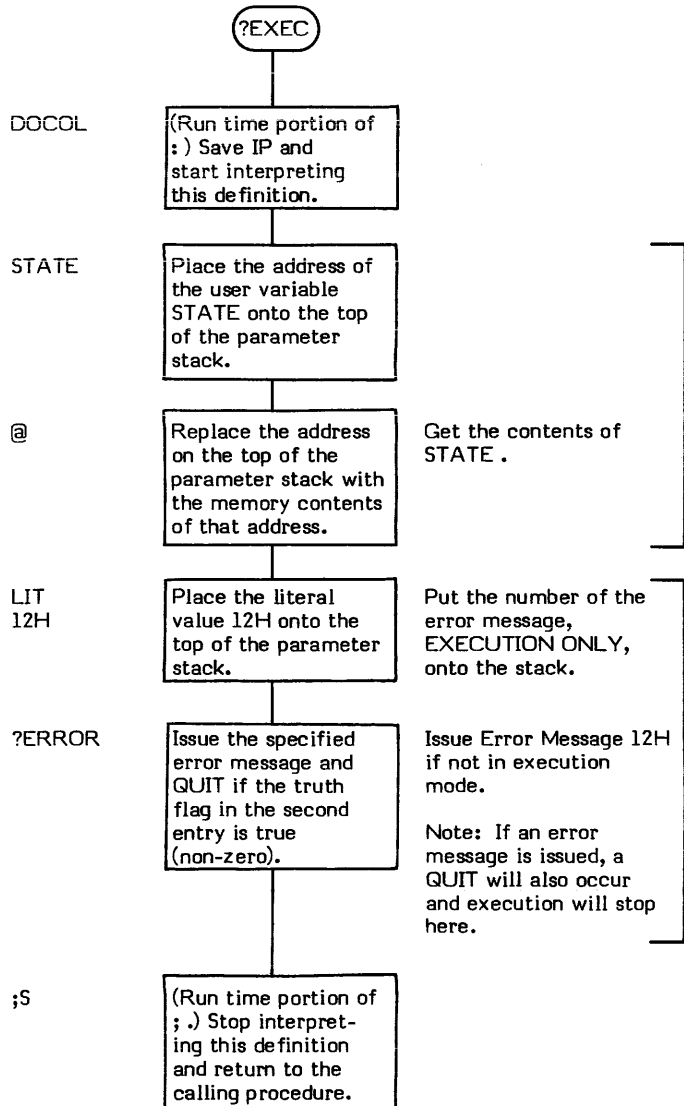 ?EXEC
DOCOL
(Run time portion of
: ) Save IP and
start interpreting
this definition.
STATE
Place the address of
the user variable
STATE onto the top
of the parameter
stack.
@
Replace the address
on the top of the
parameter stack with
the memory contents
of that address.
Get the contents of
STATE .
LIT
12H
Place the literal
value 12H onto the
top of the parameter
stack.
Put the number of the
error message,
EXECUTION ONLY,
onto the stack.
?ERROR
Issue the specified
error message and
QUIT if the truth
flag in the second
entry is true
(non-zero).
Issue Error Message 12H
if not in execution
mode.
Note: If an error
message is issued, a
QUIT will also occur
and execution will stop
here.
;S
(Run time portion of
; .) Stop interpret-
ing this definition
and return to the
calling procedure.